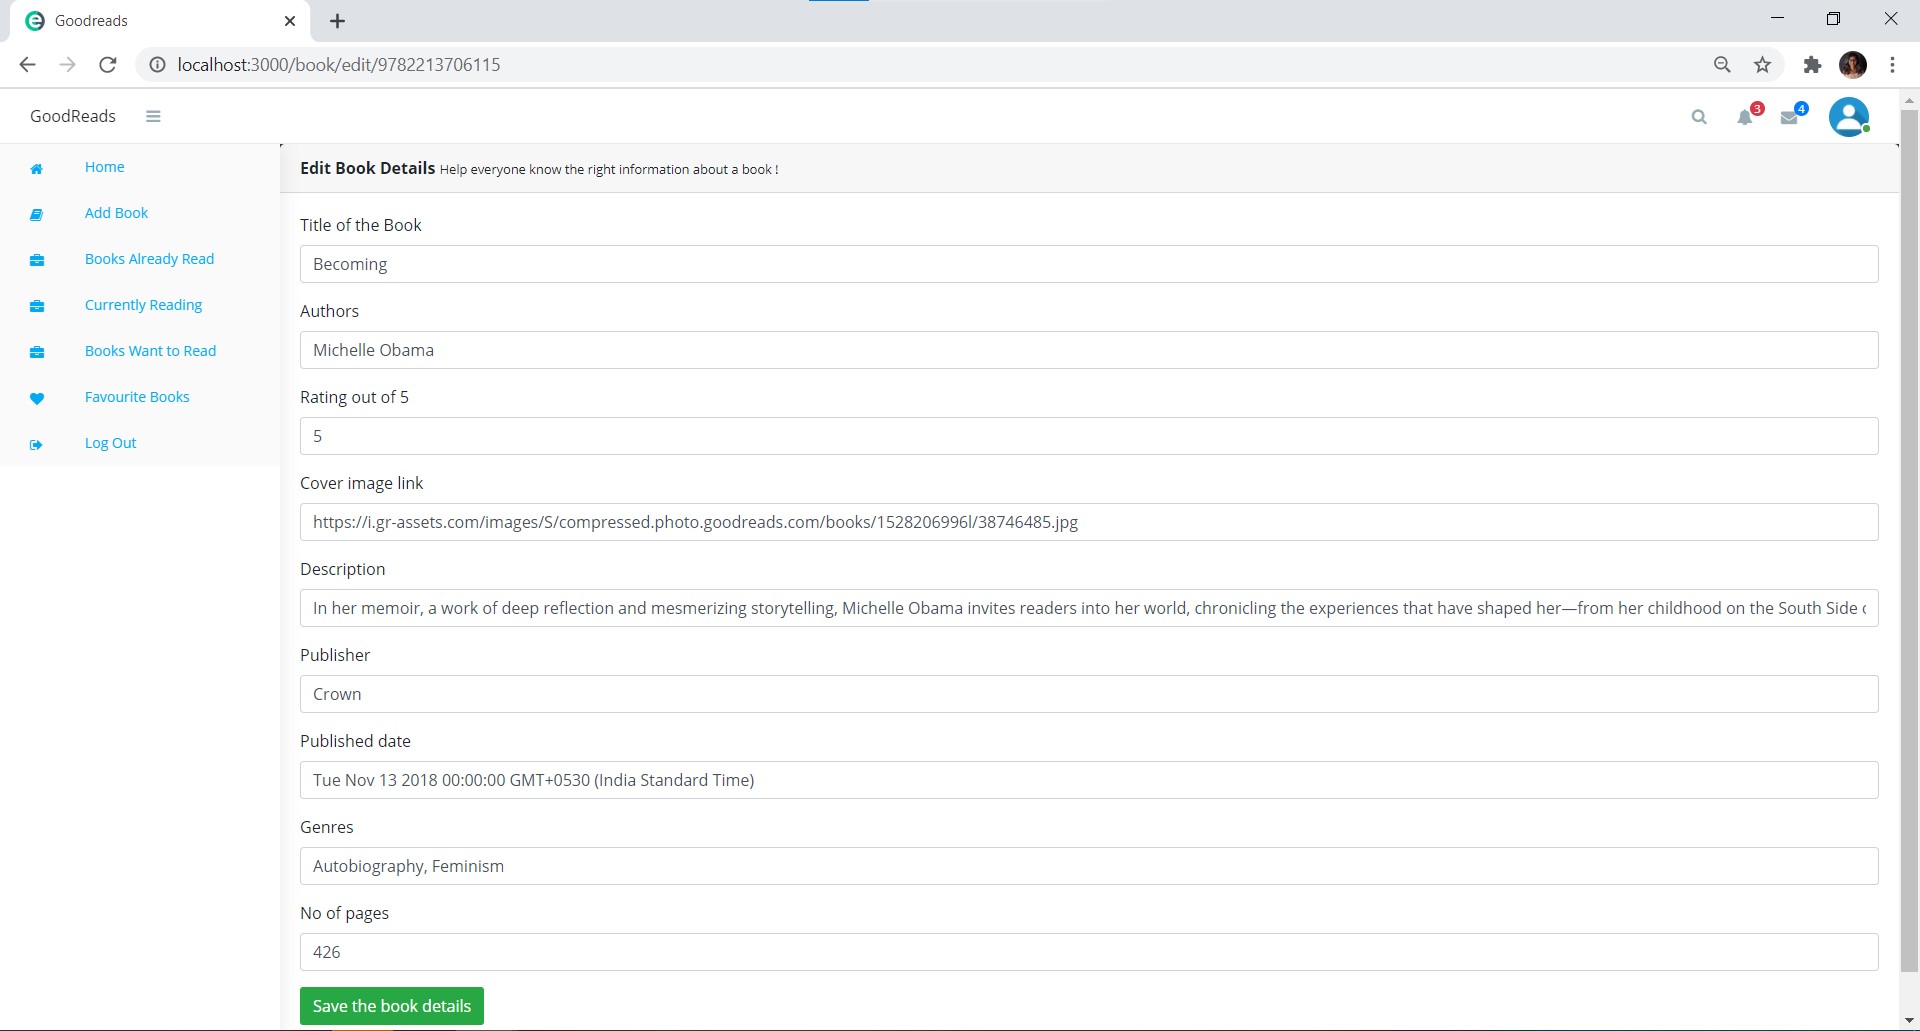 Goodreads
localhost:3000/book/edit/9782213706115
GoodReads
3
4
Home
Add Book
Books Already Read
Currently Reading
Books Want to Read
Favourite Books
Log Out
Edit Book Details Help everyone know the right information about a book !
Title of the Book
Becoming
Authors
Michelle Obama
Rating out of 5
5
Cover image link
https://i.gr-assets.com/images/S/compressed.photo.goodreads.com/books/1528206996l/38746485.jpg
Description
In her memoir, a work of deep reflection and mesmerizing storytelling, Michelle Obama invites readers into her world, chronicling the experiences that have shaped her—from her childhood on the South Side
Publisher
Crown
Published date
Tue Nov 13 2018 00:00:00 GMT+0530 (India Standard Time)
Genres
Autobiography, Feminism
No of pages
426
Save the book details